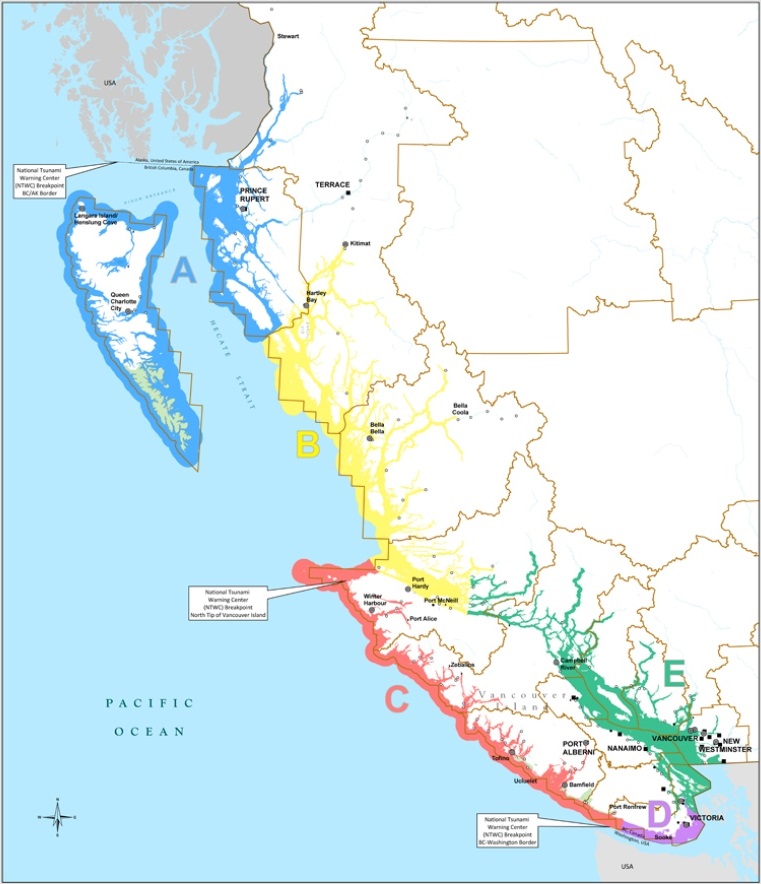 Stewart
USA
Alaska, United States of America
British Columbia, Canada
National Tsunami
Warning Center
(NTWC) Breakpoint
BC/AK Border
DIXON ENTRANCE
PRINCE
RUPERT
TERRACE
Langara Island/
Henslung Cove
Kitimat
A
Queen
Charlotte
City
Hartley
Bay
HECATE STRAIT
Bella
Coola
Bella
Bella
B
National Tsunami
Warning Center
(NTWC) Breakpoint
North Tip of Vancouver Island
Port
Hardy
Winter
Harbour
Port McNeill
Port Alice
Zeballos
Campbell
River
E
C
Vancouver
Island
PACIFIC
OCEAN
VANCOUVER
NEW
WESTMINSTER
PORT
ALBERNI
NANAIMO
Tofino
Ucluelet
Bamfield
Port Renfrew
D
VICTORIA
Sooke
National Tsunami
Warning Center
(NTWC) Breakpoint
BC-Washington Border
BC, Canada
Washington, USA
N
W
E
S
USA